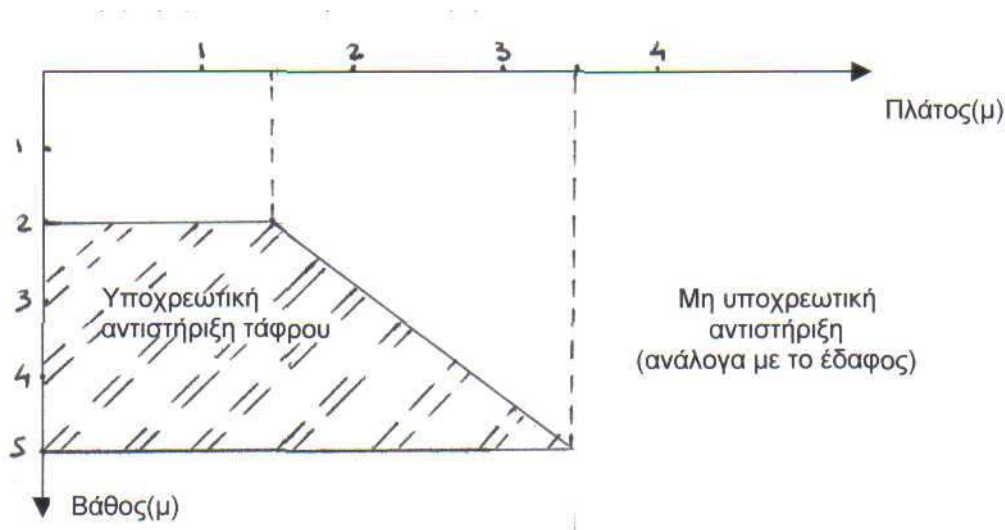 1 2 3 4
Πλάτος(μ)
1
2
3
4
5
Υποχρεωτική
αντιστήριξη τάφρου
Μη υποχρεωτική
αντιστήριξη
(ανάλογα με το έδαφος)
Βάθος(μ)